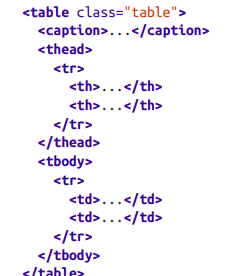 <table class="table">
  <caption>...</caption>
  <thead>
    <tr>
      <th>...</th>
      <th>...</th>
    </tr>
  </thead>
  <tbody>
    <tr>
      <td>...</td>
      <td>...</td>
    </tr>
  </tbody>
</table>